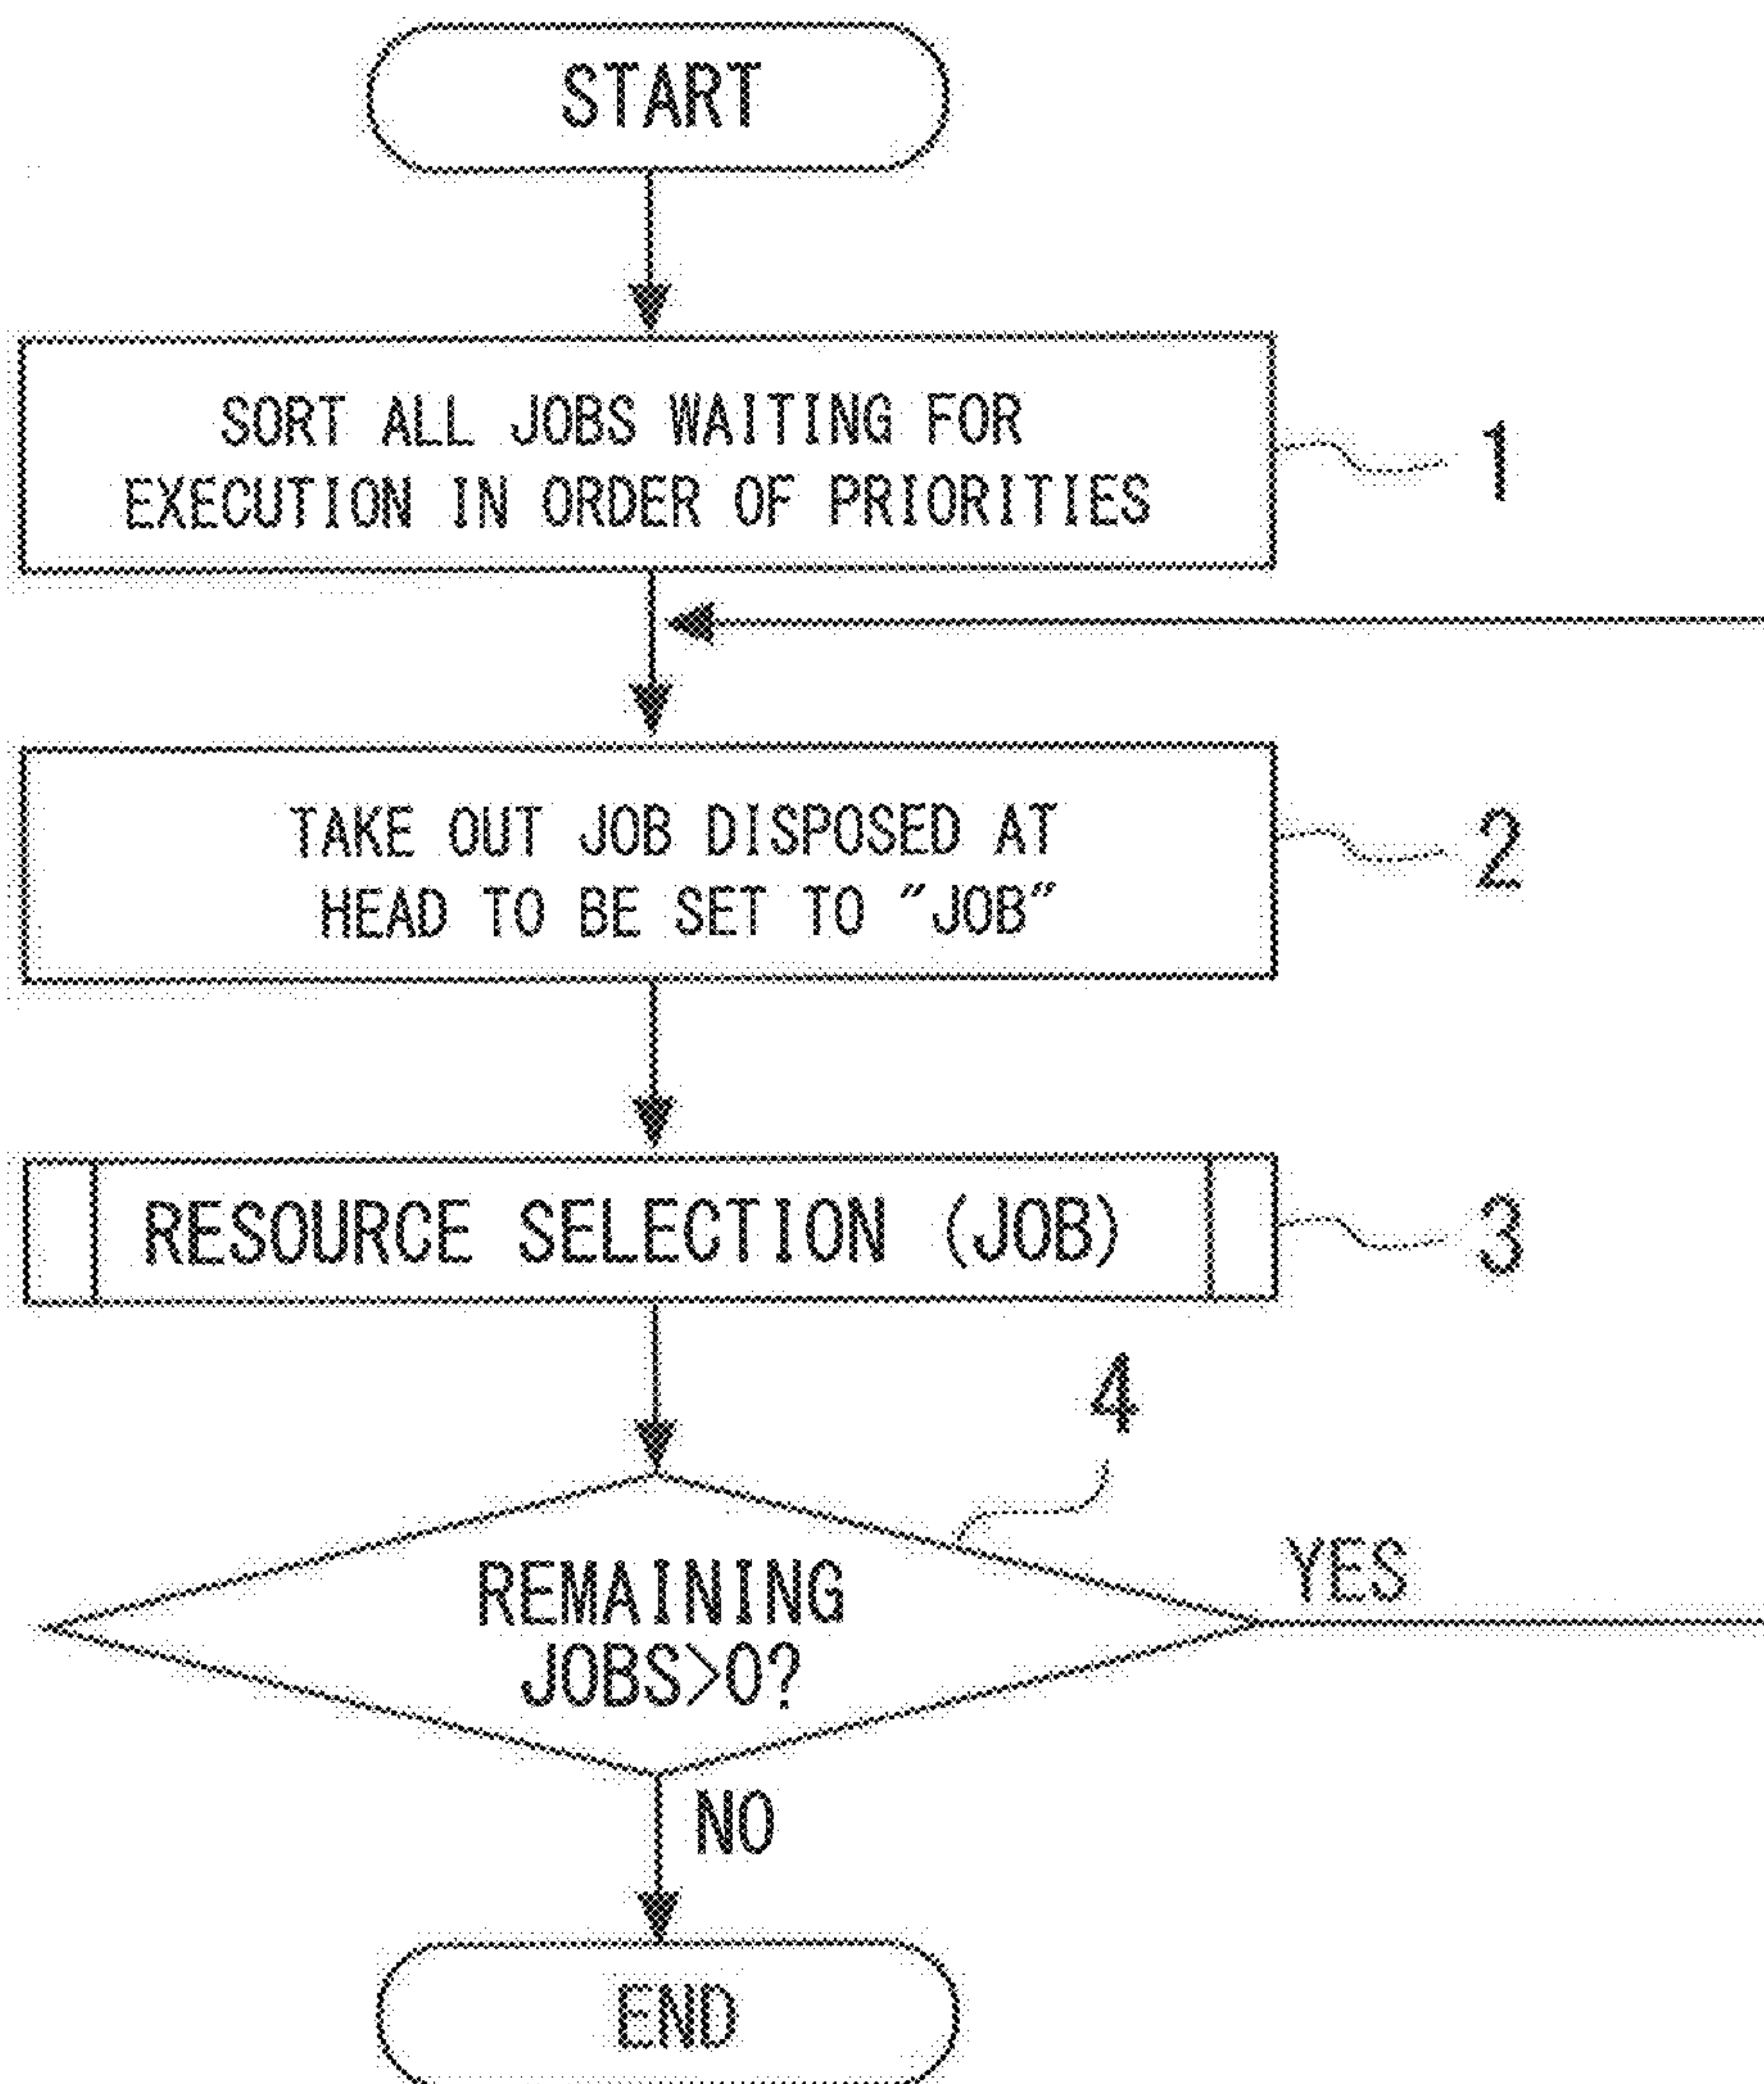 START
SORT ALL JOBS WAITING FOR
EXECUTION IN ORDER OF PRIORITIES
1
TAKE OUT JOB DISPOSED AT
HEAD TO BE SET TO "JOB"
2
RESOURCE SELECTION (JOB)
3
4
REMAINING
JOBS>0?
YES
NO
END